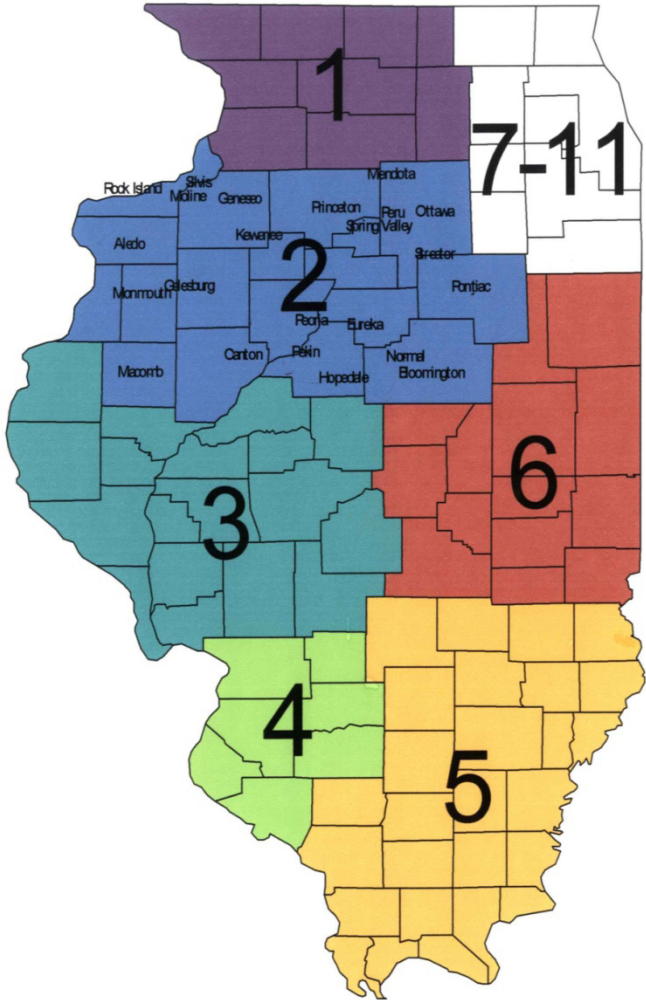 1
7-11
Mendota
Rock Island
Silvis
Moline
Geneseo
Princeton
Peru
Ottawa
Spring Valley
Kewanee
Aledo
Streator
2
Monmouth
Galesburg
Pontiac
Peoria
Eureka
Canton
Pekin
Normal
Macomb
Hopedale
Bloomington
6
3
4
5